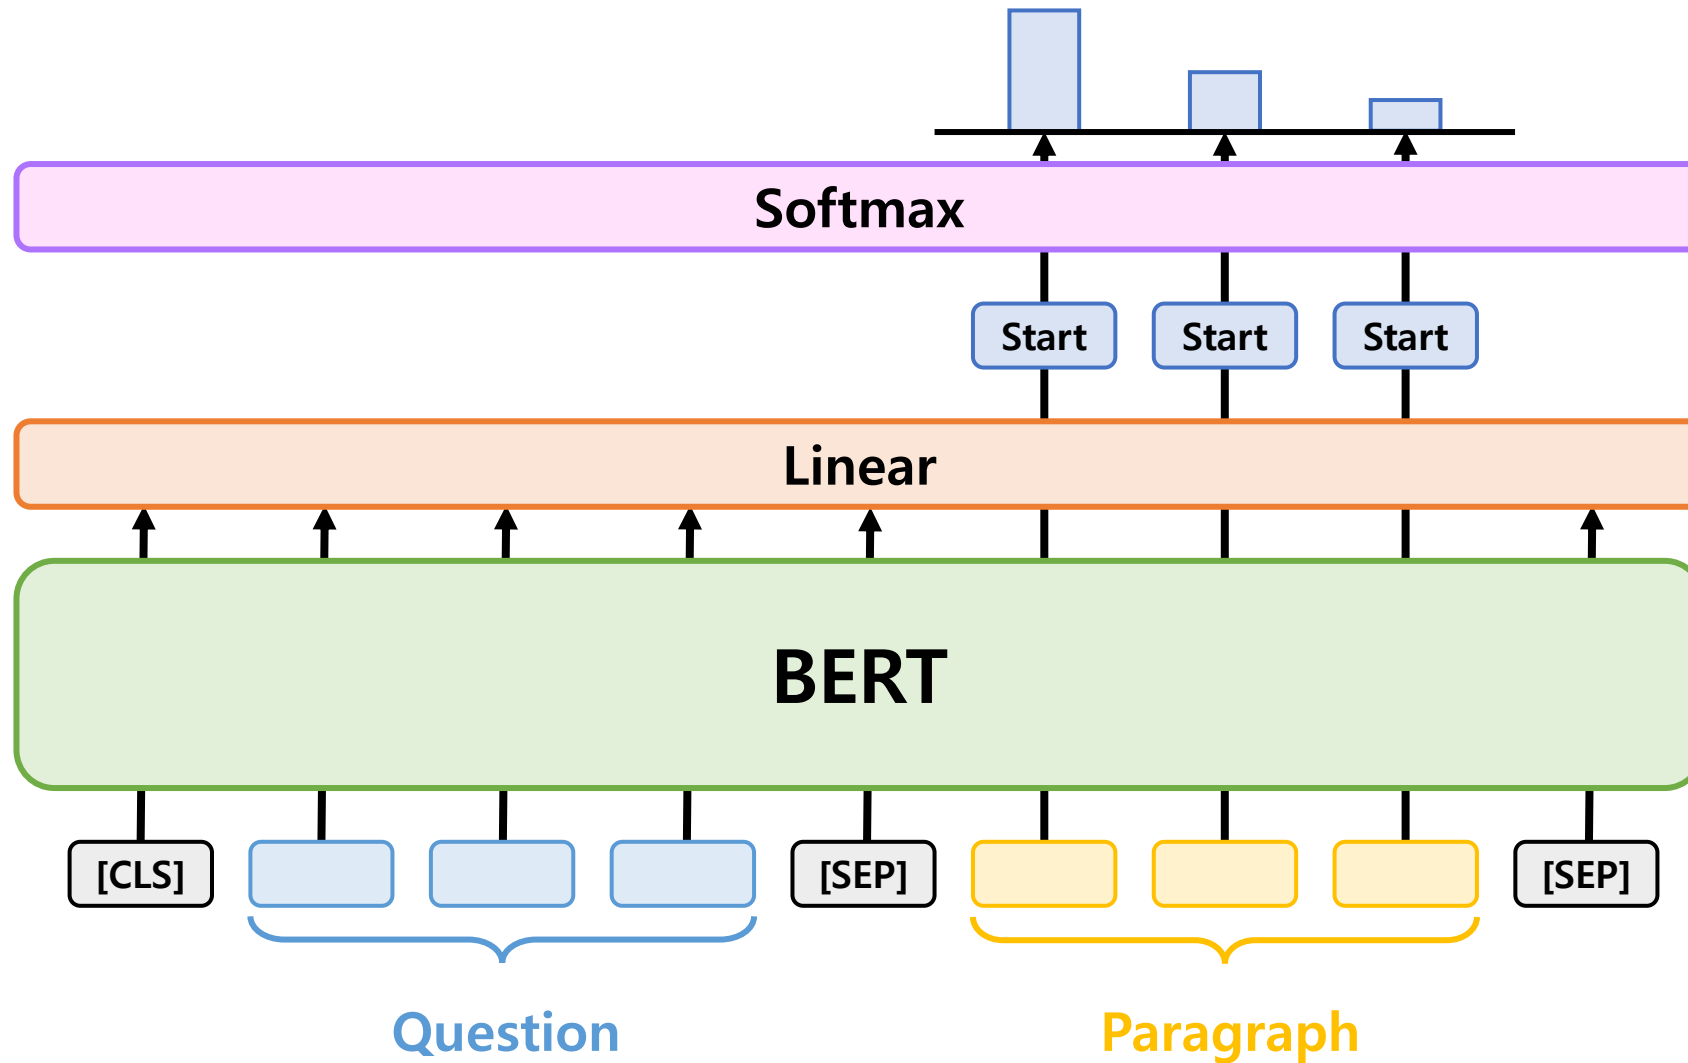 Softmax
Start Start Start
Linear
BERT
[CLS] [SEP] [SEP]
Question Paragraph